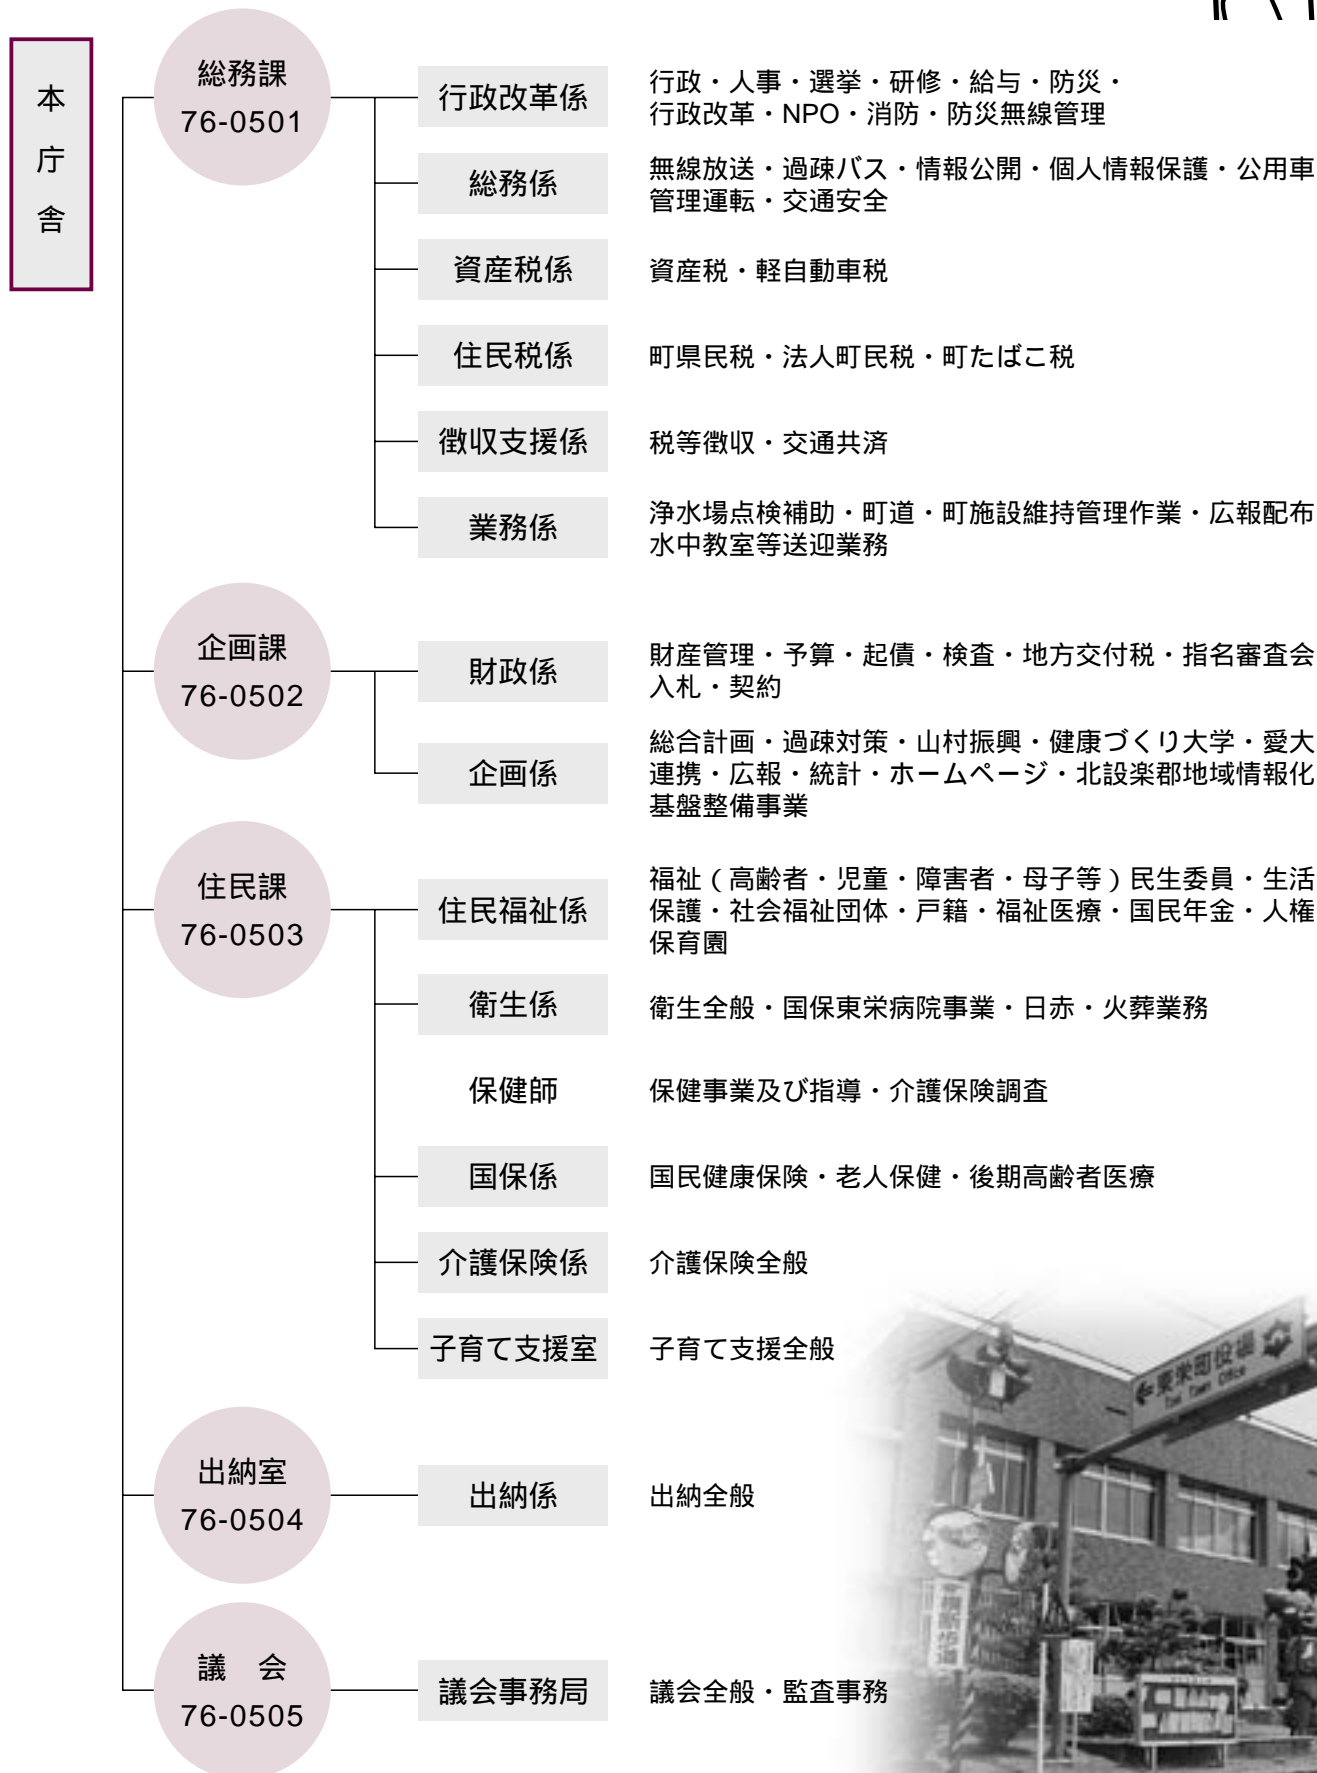 本庁舎
総務課
76-0501
行政改革係
行政・人事・選挙・研修・給与・防災・
行政改革・NPO・消防・防災無線管理
総務係
無線放送・過疎バス・情報公開・個人情報保護・公用車
管理運転・交通安全
資産税係
資産税・軽自動車税
住民税係
町県民税・法人町民税・町たばこ税
徴収支援係
税等徴収・交通共済
業務係
浄水場点検補助・町道・町施設維持管理作業・広報配布
水中教室等送迎業務
企画課
76-0502
財政係
財産管理・予算・起債・検査・地方交付税・指名審査会
入札・契約
企画係
総合計画・過疎対策・山村振興・健康づくり大学・愛大
連携・広報・統計・ホームページ・北設楽郡地域情報化
基盤整備事業
住民課
76-0503
住民福祉係
福祉(高齢者・児童・障害者・母子等)民生委員・生活
保護・社会福祉団体・戸籍・福祉医療・国民年金・人権
保育園
衛生係
衛生全般・国保東栄病院事業・日赤・火葬業務
保健師
保健事業及び指導・介護保険調査
国保係
国民健康保険・老人保健・後期高齢者医療
介護保険係
介護保険全般
子育て支援室
子育て支援全般
東栄町役場
Toei Town Office
出納室
76-0504
出納係
出納全般
議　会
76-0505
議会事務局
議会全般・監査事務